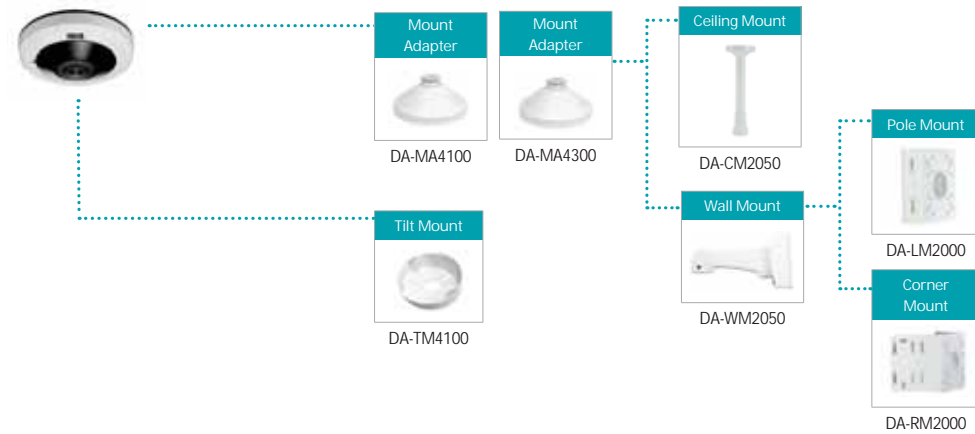 Mount
Adapter
DA-MA4100
Mount
Adapter
DA-MA4300
Ceiling Mount
DA-CM2050
Pole Mount
DA-LM2000
Tilt Mount
DA-TM4100
Wall Mount
DA-WM2050
Corner
Mount
DA-RM2000